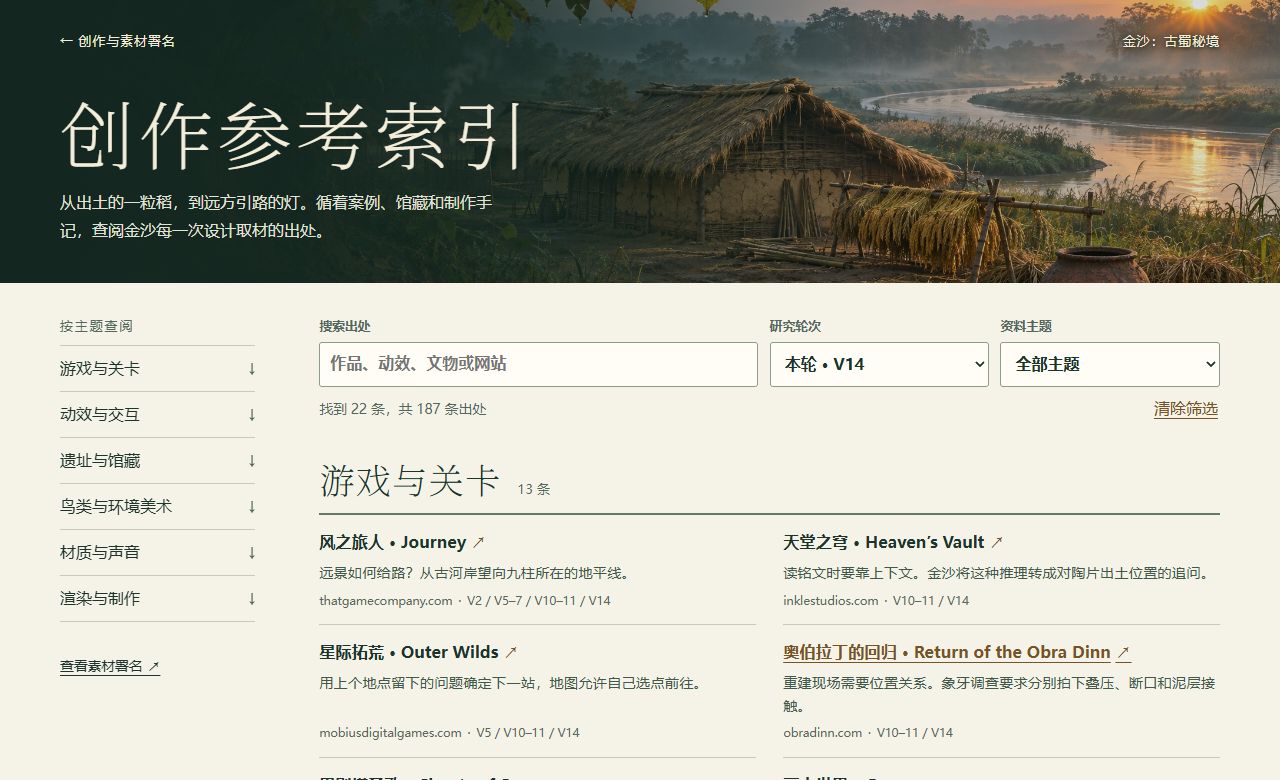 ← 创作与素材署名
金沙：古蜀秘境
创作参考索引
从出土的一粒稻，到远方引路的灯。循着案例、馆藏和制作手
记，查阅金沙每一次设计取材的出处。
按主题查阅
游戏与关卡 ↓
动效与交互 ↓
遗址与馆藏 ↓
鸟类与环境美术 ↓
材质与声音 ↓
渲染与制作 ↓
查看素材署名 ↗
搜索出处
作品、动效、文物或网站
研究轮次
本轮 • V14
资料主题
全部主题
找到 22 条，共 187 条出处
清除筛选
游戏与关卡 13 条
风之旅人 • Journey ↗
远景如何给路？从古河岸望向九柱所在的地平线。
thatgamecompany.com · V2 / V5–7 / V10–11 / V14
天堂之穹 • Heaven’s Vault ↗
读铭文时要靠上下文。金沙将这种推理转成对陶片出土位置的追问。
inklestudios.com · V10–11 / V14
星际拓荒 • Outer Wilds ↗
用上个地点留下的问题确定下一站，地图允许自己选点前往。
mobiusdigitalgames.com · V5 / V10–11 / V14
奥伯拉丁的回归 • Return of the Obra Dinn ↗
重建现场需要位置关系。象牙调查要求分别拍下叠压、断口和泥层接
触。
obradinn.com · V10–11 / V14